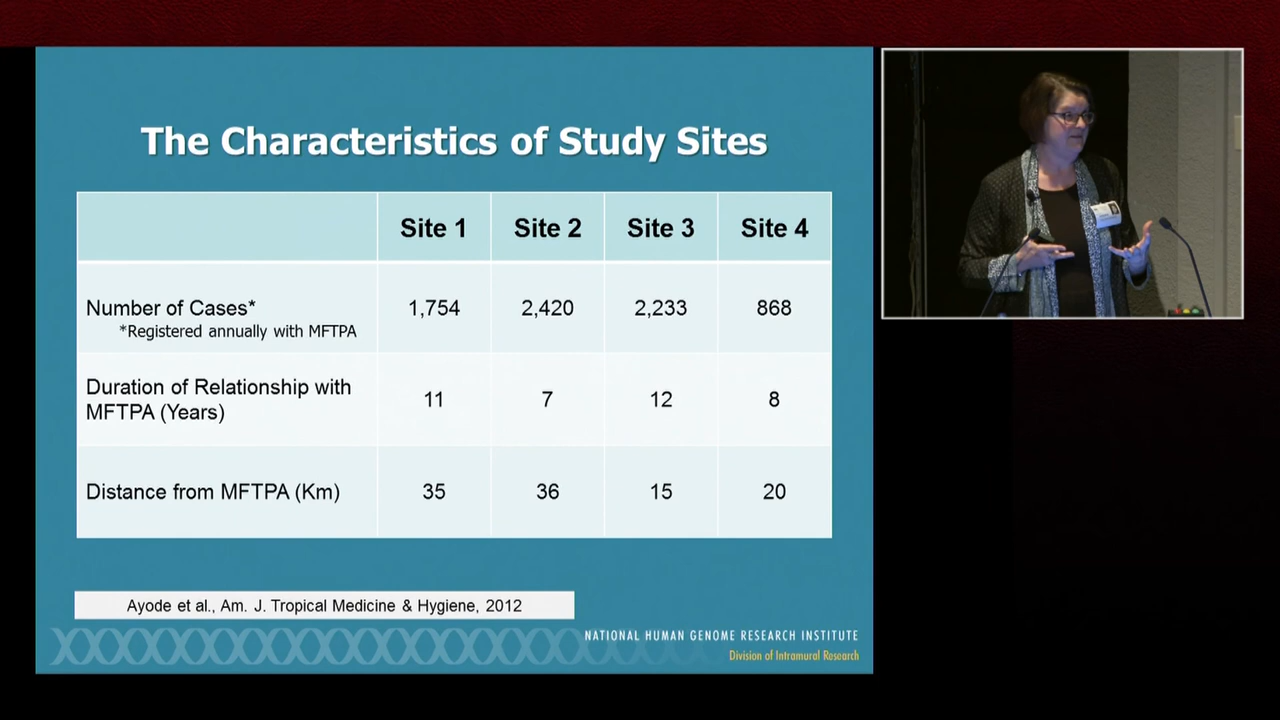 The Characteristics of Study Sites
Site 1 Site 2 Site 3 Site 4
Number of Cases* 1,754 2,420 2,233 868
*Registered annually with MFTPA
Duration of Relationship with
MFTPA (Years) 11 7 12 8
Distance from MFTPA (Km) 35 36 15 20
Ayode et al., Am. J. Tropical Medicine & Hygiene, 2012
NATIONAL HUMAN GENOME RESEARCH INSTITUTE
Division of Intramural Research